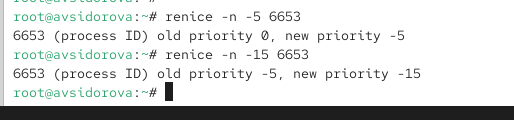 root@avsidorova:~# renice -n -5 6653
6653 (process ID) old priority 0, new priority -5
root@avsidorova:~# renice -n -15 6653
6653 (process ID) old priority -5, new priority -15
root@avsidorova:~#